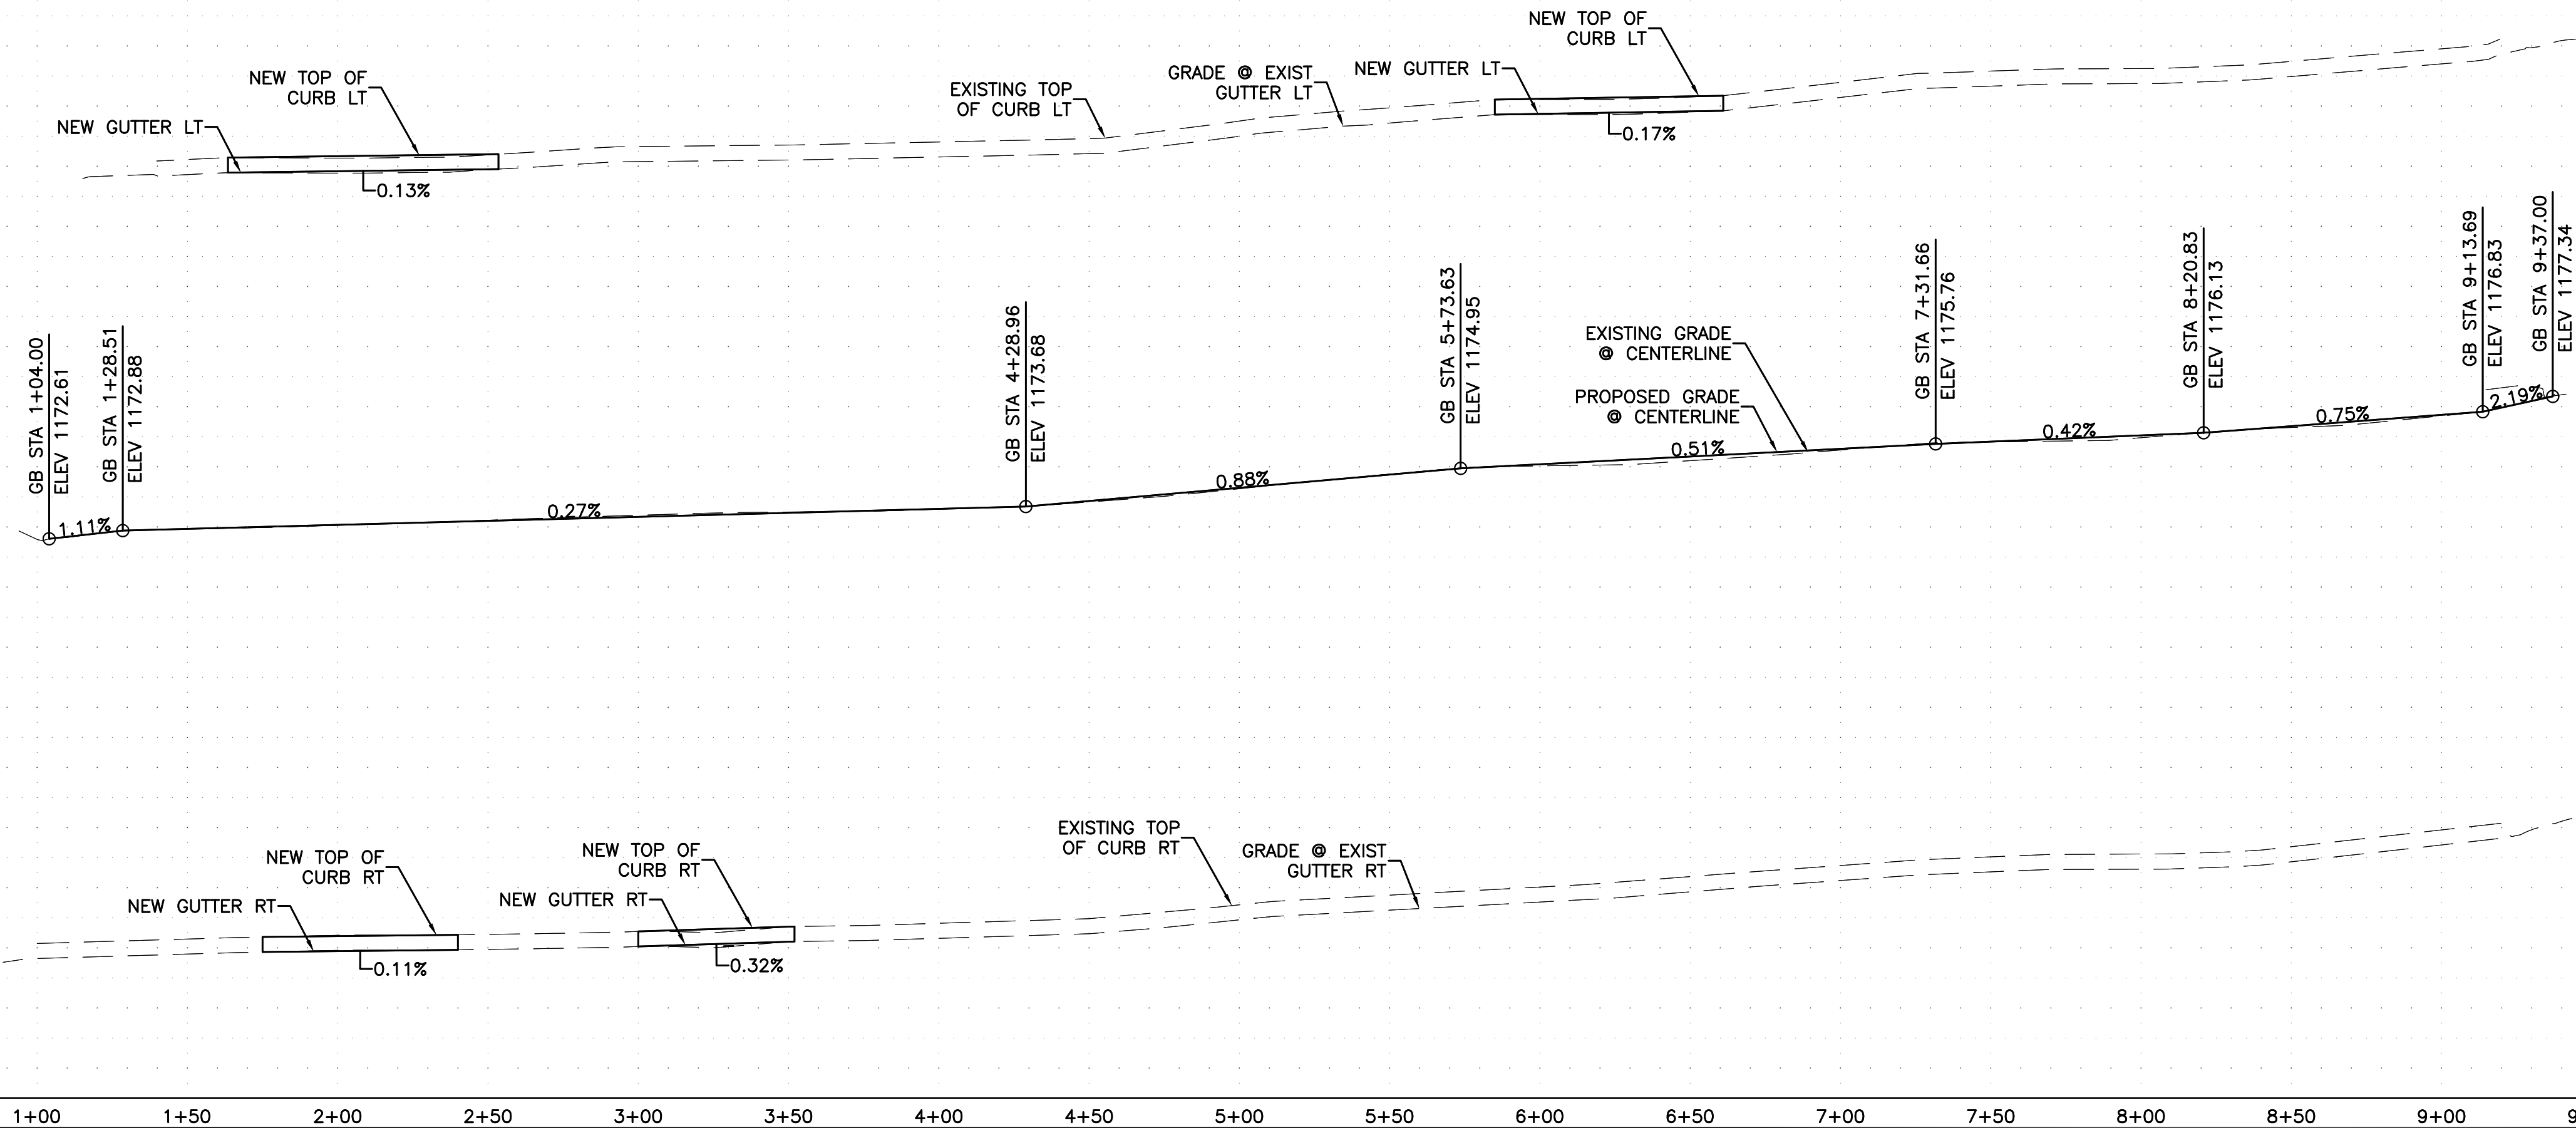 NEW TOP OF
CURB LT
NEW GUTTER LT
0.13%
EXISTING TOP
OF CURB LT
GRADE @ EXIST
GUTTER LT
NEW GUTTER LT
NEW TOP OF
CURB LT
0.17%
GB STA 1+04.00
ELEV 1172.61
GB STA 1+28.51
ELEV 1172.88
GB STA 4+28.96
ELEV 1173.68
GB STA 5+73.63
ELEV 1174.95
EXISTING GRADE
@ CENTERLINE
PROPOSED GRADE
@ CENTERLINE
GB STA 7+31.66
ELEV 1175.76
GB STA 8+20.83
ELEV 1176.13
GB STA 9+13.69
ELEV 1176.83
GB STA 9+37.00
ELEV 1177.34
1.11%
0.27%
0.88%
0.51%
0.42%
0.75%
2.19%
NEW TOP OF
CURB RT
NEW GUTTER RT
0.11%
NEW TOP OF
CURB RT
NEW GUTTER RT
0.32%
EXISTING TOP
OF CURB RT
GRADE @ EXIST
GUTTER RT
1+00 1+50 2+00 2+50 3+00 3+50 4+00 4+50 5+00 5+50 6+00 6+50 7+00 7+50 8+00 8+50 9+00